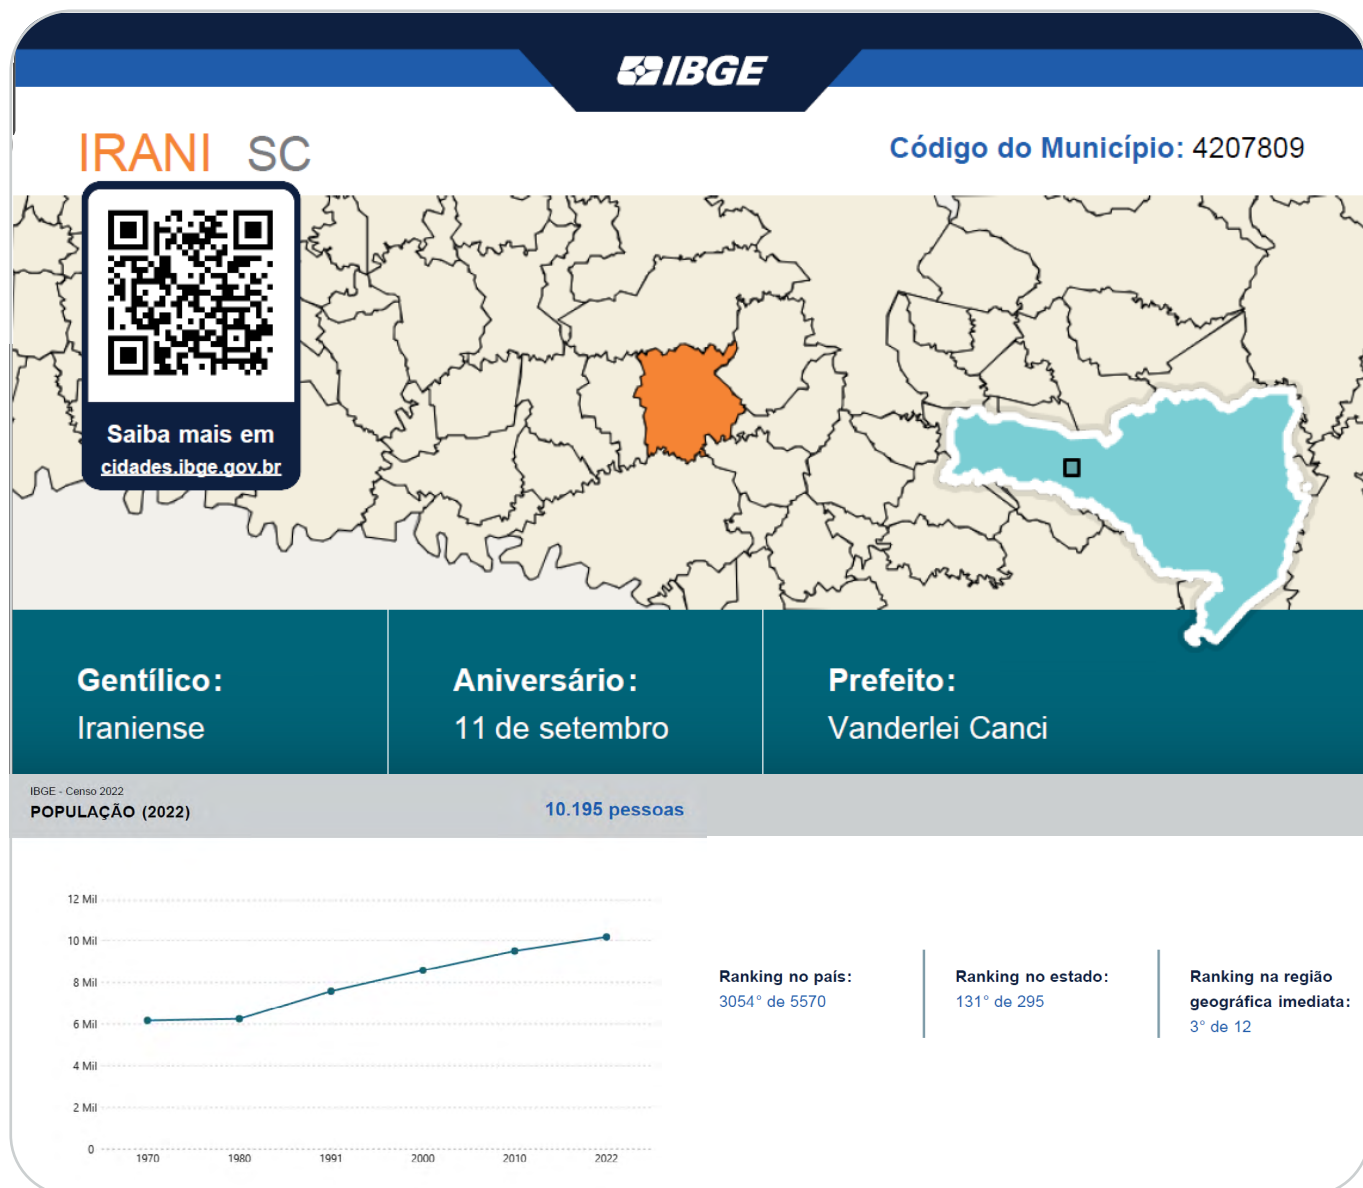 IBGE
IRANI SC
Código do Município: 4207809
Saiba mais em
cidades.ibge.gov.br
Gentílico:
Iraniense
Aniversário:
11 de setembro
Prefeito:
Vanderlei Canci
IBGE - Censo 2022
POPULAÇÃO (2022)
10.195 pessoas
12 Mil
10 Mil
8 Mil
6 Mil
4 Mil
2 Mil
0
1970 1980 1991 2000 2010 2022
Ranking no país:
3054° de 5570
Ranking no estado:
131° de 295
Ranking na região
geográfica imediata:
3° de 12